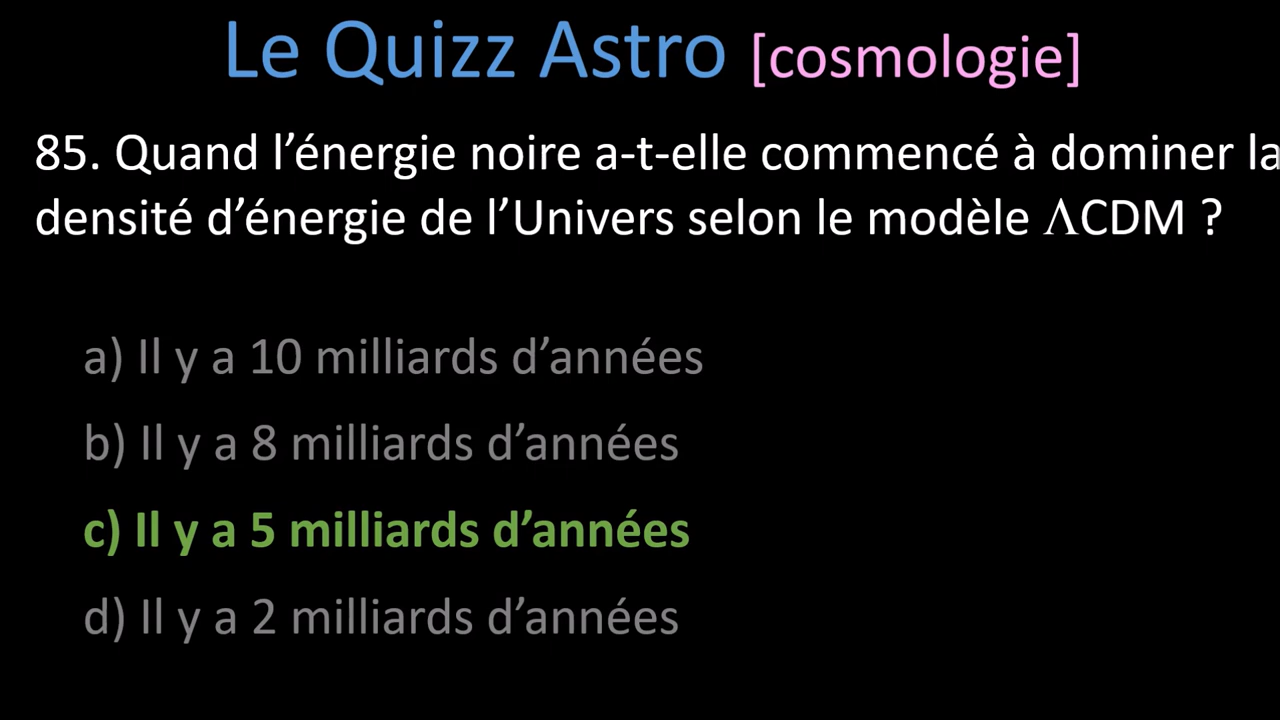 Le Quizz Astro [cosmologie]
85. Quand l’énergie noire a-t-elle commencé à dominer la
densité d’énergie de l’Univers selon le modèle ΛCDM ?
a) Il y a 10 milliards d’années
b) Il y a 8 milliards d’années
c) Il y a 5 milliards d’années
d) Il y a 2 milliards d’années